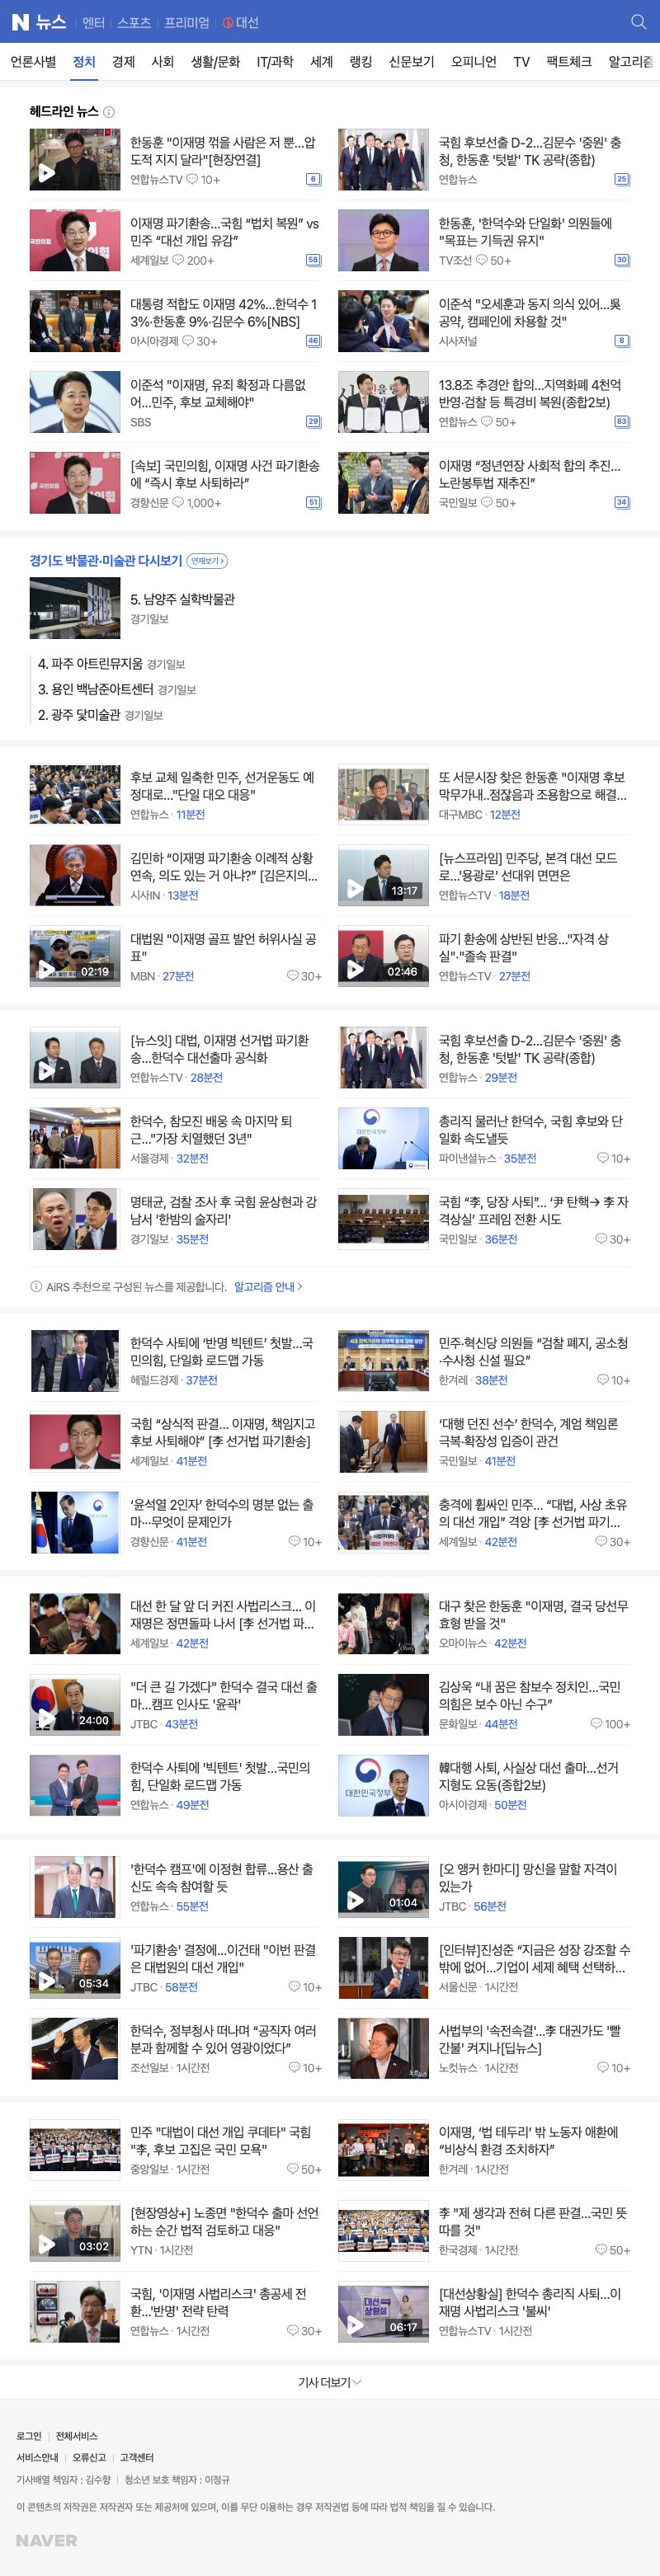 N 뉴스 엔터 스포츠 프리미엄 대선
언론사별 정치 경제 사회 생활/문화 IT/과학 세계 랭킹 신문보기 오피니언 TV 팩트체크 알고리즘
헤드라인 뉴스
한동훈 "이재명 꺾을 사람은 저 뿐…압
도적 지지 달라"[현장연결]
연합뉴스TV 10+ 6
국힘 후보선출 D-2…김문수 '중원' 충
청, 한동훈 '텃밭' TK 공략(종합)
연합뉴스 25
이재명 파기환송…국힘 “법치 복원” vs
민주 “대선 개입 유감”
세계일보 200+ 58
한동훈, '한덕수와 단일화' 의원들에
"목표는 기득권 유지"
TV조선 50+ 30
대통령 적합도 이재명 42%…한덕수 1
3%·한동훈 9%·김문수 6%[NBS]
아시아경제 30+ 46
이준석 "오세훈과 동지 의식 있어…吳
공약, 캠페인에 차용할 것"
시사저널 8
이준석 "이재명, 유죄 확정과 다름없
어…민주, 후보 교체해야"
SBS 29
13.8조 추경안 합의…지역화폐 4천억
반영·검찰 등 특경비 복원(종합2보)
연합뉴스 50+ 83
[속보] 국민의힘, 이재명 사건 파기환송
에 “즉시 후보 사퇴하라”
경향신문 1,000+ 51
이재명 “정년연장 사회적 합의 추진…
노란봉투법 재추진”
국민일보 50+ 34
경기도 박물관·미술관 다시보기 연재보기 >
5. 남양주 실학박물관
경기일보
4. 파주 아트린뮤지움 경기일보
3. 용인 백남준아트센터 경기일보
2. 광주 닻미술관 경기일보
후보 교체 일축한 민주, 선거운동도 예
정대로…"단일 대오 대응"
연합뉴스 · 11분전
또 서문시장 찾은 한동훈 "이재명 후보
막무가내..점잖음과 조용함으로 해결…
대구MBC · 12분전
김민하 “이재명 파기환송 이례적 상황
연속, 의도 있는 거 아냐?” [김은지의…
시사IN · 13분전
13:17
[뉴스프라임] 민주당, 본격 대선 모드
로…'용광로' 선대위 면면은
연합뉴스TV · 18분전
02:19
대법원 "이재명 골프 발언 허위사실 공
표"
MBN · 27분전 30+
02:46
파기 환송에 상반된 반응…"자격 상
실"·"졸속 판결"
연합뉴스TV · 27분전
[뉴스잇] 대법, 이재명 선거법 파기환
송…한덕수 대선출마 공식화
연합뉴스TV · 28분전
국힘 후보선출 D-2…김문수 '중원' 충
청, 한동훈 '텃밭' TK 공략(종합)
연합뉴스 · 29분전
한덕수, 참모진 배웅 속 마지막 퇴
근…"가장 치열했던 3년"
서울경제 · 32분전
총리직 물러난 한덕수, 국힘 후보와 단
일화 속도낼듯
파이낸셜뉴스 · 35분전 10+
명태균, 검찰 조사 후 국힘 윤상현과 강
남서 '한밤의 술자리'
경기일보 · 35분전
국힘 “李, 당장 사퇴”… ‘尹 탄핵→ 李 자
격상실’ 프레임 전환 시도
국민일보 · 36분전 30+
AiRS 추천으로 구성된 뉴스를 제공합니다. 알고리즘 안내 >
한덕수 사퇴에 ‘반명 빅텐트’ 첫발…국
민의힘, 단일화 로드맵 가동
헤럴드경제 · 37분전
민주·혁신당 의원들 “검찰 폐지, 공소청
·수사청 신설 필요”
한겨레 · 38분전 10+
국힘 “상식적 판결… 이재명, 책임지고
후보 사퇴해야” [李 선거법 파기환송]
세계일보 · 41분전
‘대행 던진 선수’ 한덕수, 계엄 책임론
극복·확장성 입증이 관건
국민일보 · 41분전
‘윤석열 2인자’ 한덕수의 명분 없는 출
마···무엇이 문제인가
경향신문 · 41분전 10+
충격에 휩싸인 민주… “대법, 사상 초유
의 대선 개입” 격앙 [李 선거법 파기…
세계일보 · 42분전 30+
대선 한 달 앞 더 커진 사법리스크… 이
재명은 정면돌파 나서 [李 선거법 파…
세계일보 · 42분전
대구 찾은 한동훈 "이재명, 결국 당선무
효형 받을 것"
오마이뉴스 · 42분전
24:00
"더 큰 길 가겠다" 한덕수 결국 대선 출
마…캠프 인사도 '윤곽'
JTBC · 43분전
김상욱 “내 꿈은 참보수 정치인…국민
의힘은 보수 아닌 수구”
문화일보 · 44분전 100+
한덕수 사퇴에 '빅텐트' 첫발…국민의
힘, 단일화 로드맵 가동
연합뉴스 · 49분전
대한민국정부
韓대행 사퇴, 사실상 대선 출마…선거
지형도 요동(종합2보)
아시아경제 · 50분전
'한덕수 캠프'에 이정현 합류…용산 출
신도 속속 참여할 듯
연합뉴스 · 55분전
01:04
[오 앵커 한마디] 망신을 말할 자격이
있는가
JTBC · 56분전
05:34
'파기환송' 결정에…이건태 "이번 판결
은 대법원의 대선 개입"
JTBC · 58분전 10+
[인터뷰]진성준 “지금은 성장 강조할 수
밖에 없어…기업이 세제 혜택 선택하…
서울신문 · 1시간전
한덕수, 정부청사 떠나며 “공직자 여러
분과 함께할 수 있어 영광이었다”
조선일보 · 1시간전 10+
사법부의 '속전속결'…李 대권가도 '빨
간불' 켜지나[딥뉴스]
노컷뉴스 · 1시간전 10+
민주 "대법이 대선 개입 쿠데타" 국힘
"李, 후보 고집은 국민 모욕"
중앙일보 · 1시간전 50+
이재명, ‘법 테두리’ 밖 노동자 애환에
“비상식 환경 조치하자”
한겨레 · 1시간전
03:02
[현장영상+] 노종면 "한덕수 출마 선언
하는 순간 법적 검토하고 대응"
YTN · 1시간전
李 "제 생각과 전혀 다른 판결…국민 뜻
따를 것"
한국경제 · 1시간전 50+
국힘, '이재명 사법리스크' 총공세 전
환…'반명' 전략 탄력
연합뉴스 · 1시간전 30+
대선
상황실
06:17
[대선상황실] 한덕수 총리직 사퇴…이
재명 사법리스크 '불씨'
연합뉴스TV · 1시간전
기사 더보기
로그인 전체서비스
서비스안내 오류신고 고객센터
기사배열 책임자 : 김수향 청소년 보호 책임자 : 이정규
이 콘텐츠의 저작권은 저작권자 또는 제공처에 있으며, 이를 무단 이용하는 경우 저작권법 등에 따라 법적 책임을 질 수 있습니다.
NAVER